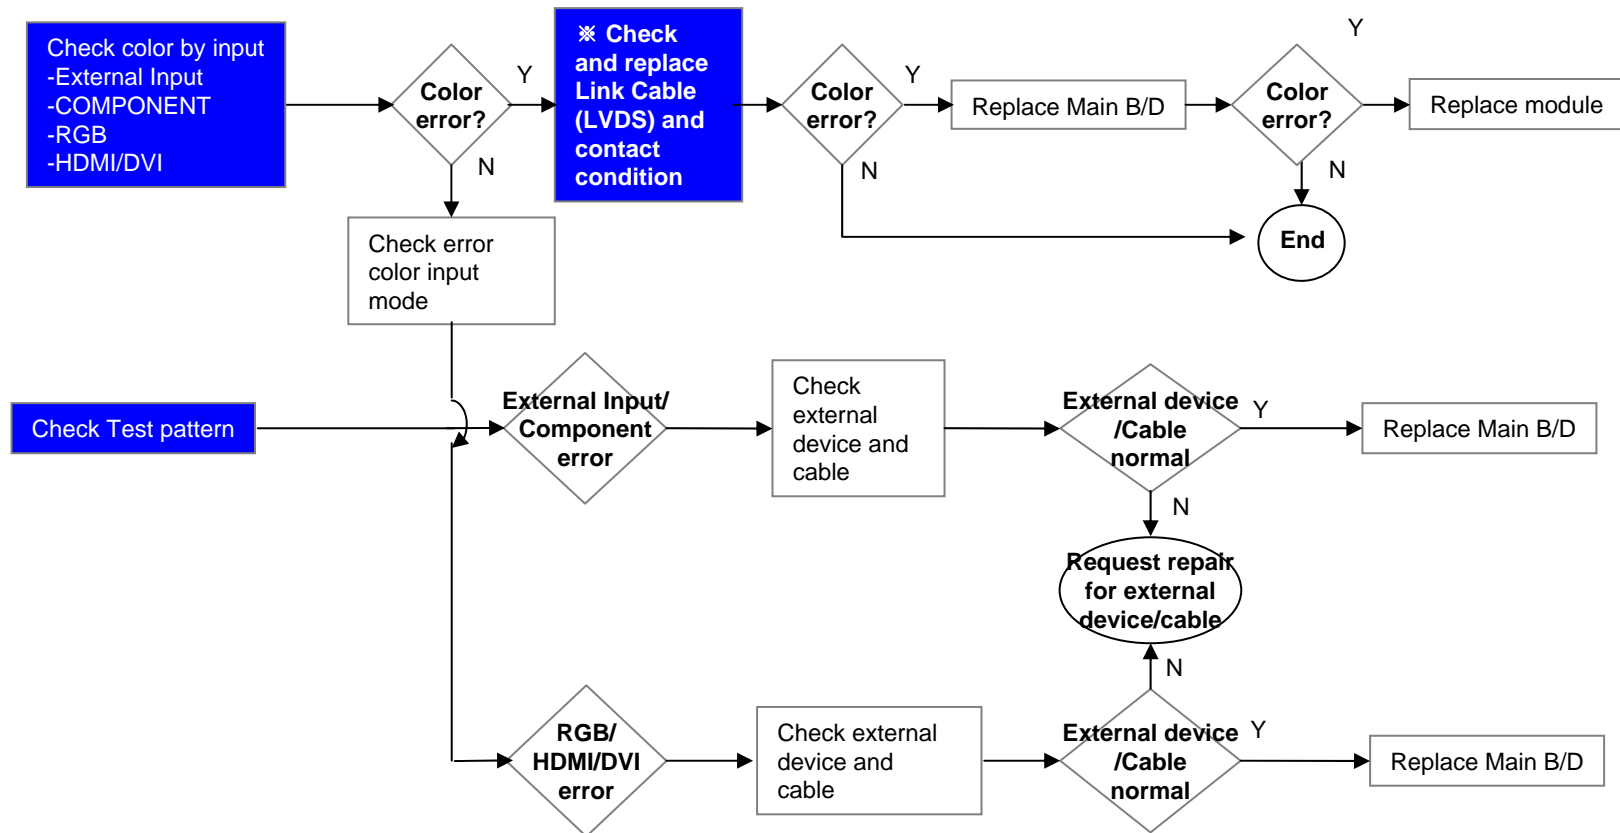 Check color by input
-External Input
-COMPONENT
-RGB
-HDMI/DVI
Color
error?
Y
N
※ Check
and replace
Link Cable
(LVDS) and
contact
condition
Color
error?
Y
N
Replace Main B/D
Color
error?
Y
N
Replace module
End
Check error
color input
mode
Check Test pattern
External Input/
Component
error
Check
external
device and
cable
External device
/Cable
normal
Y
N
Replace Main B/D
Request repair
for external
device/cable
N
RGB/
HDMI/DVI
error
Check external
device and
cable
External device
/Cable
normal
Y
Replace Main B/D